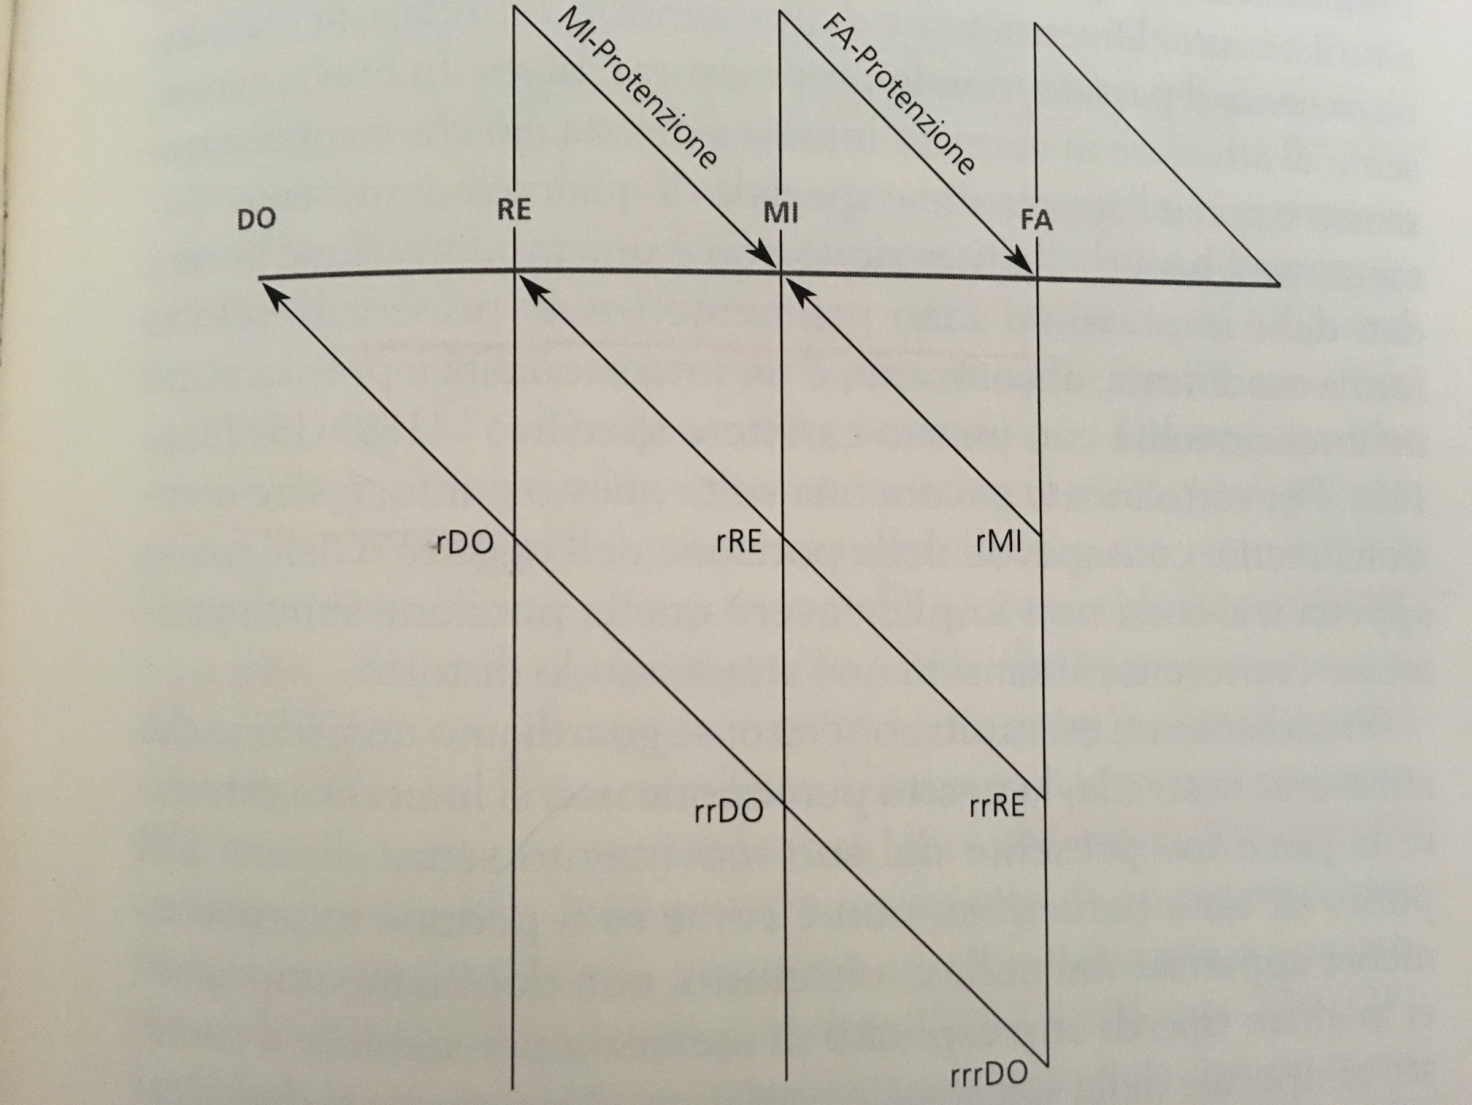 MI-Protenzione
FA-Protenzione
DO
RE
MI
FA
rDO
rRE
rMI
rrDO
rrRE
rrrDO